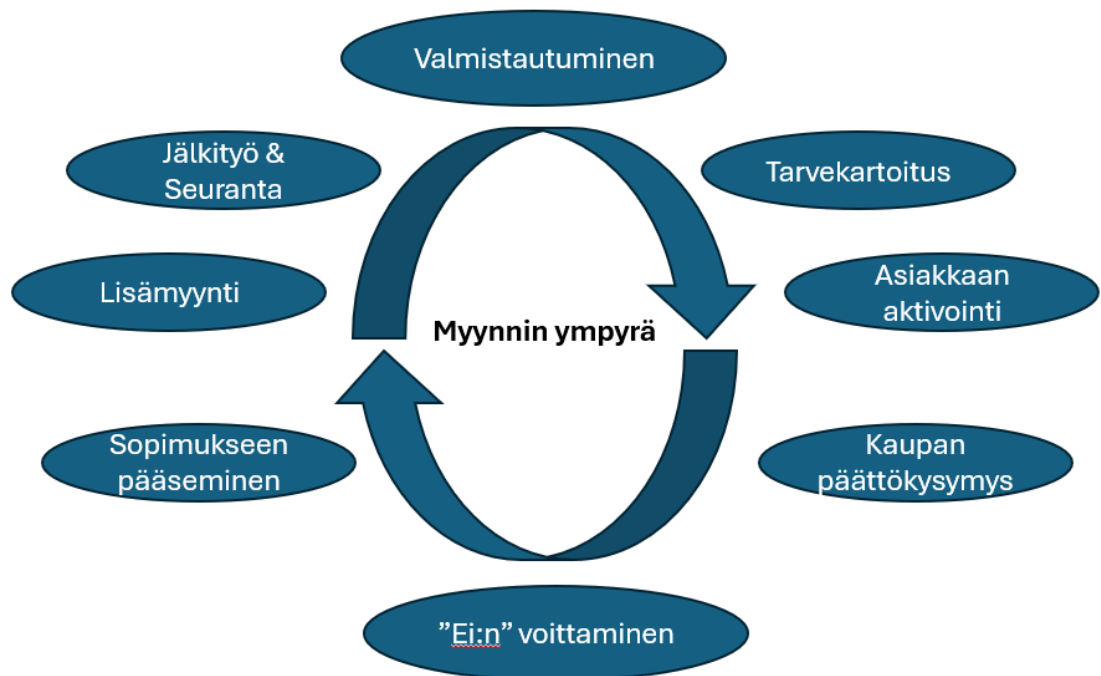 Valmistautuminen
Jälkityö &
Seuranta
Tarvekartoitus
Lisämyynti
Asiakkaan
aktivointi
Myynnin ympyrä
Sopimukseen
pääseminen
Kaupan
päättökysymys
”Ei:n” voittaminen